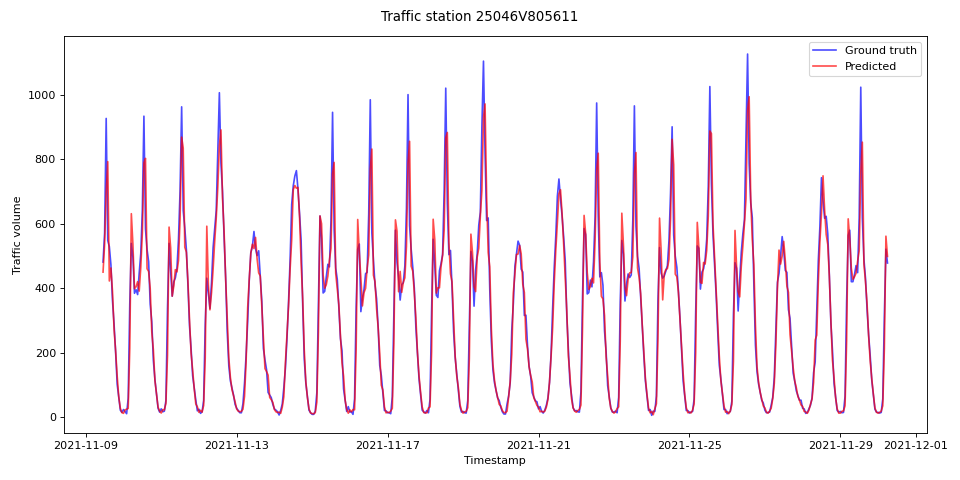 Traffic station 25046V805611
Ground truth
Predicted
Traffic volume
1000
800
600
400
200
0
2021-11-09
2021-11-13
2021-11-17
2021-11-21
2021-11-25
2021-11-29
2021-12-01
Timestamp